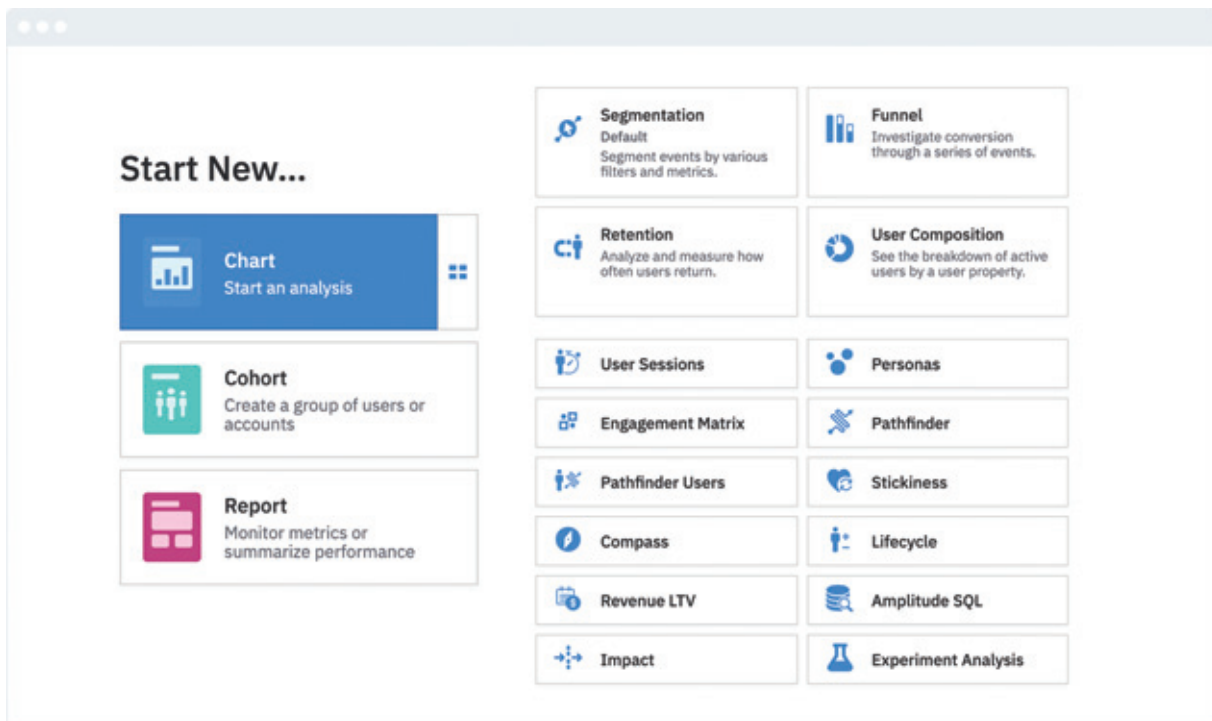 Start New...
Chart
Start an analysis
Cohort
Create a group of users or
accounts
Report
Monitor metrics or
summarize performance
Segmentation
Default
Segment events by various
filters and metrics.
Funnel
Investigate conversion
through a series of events.
Retention
Analyze and measure how
often users return.
User Composition
See the breakdown of active
users by a user property.
User Sessions
Personas
Engagement Matrix
Pathfinder
Pathfinder Users
Stickiness
Compass
Lifecycle
Revenue LTV
Amplitude SQL
Impact
Experiment Analysis